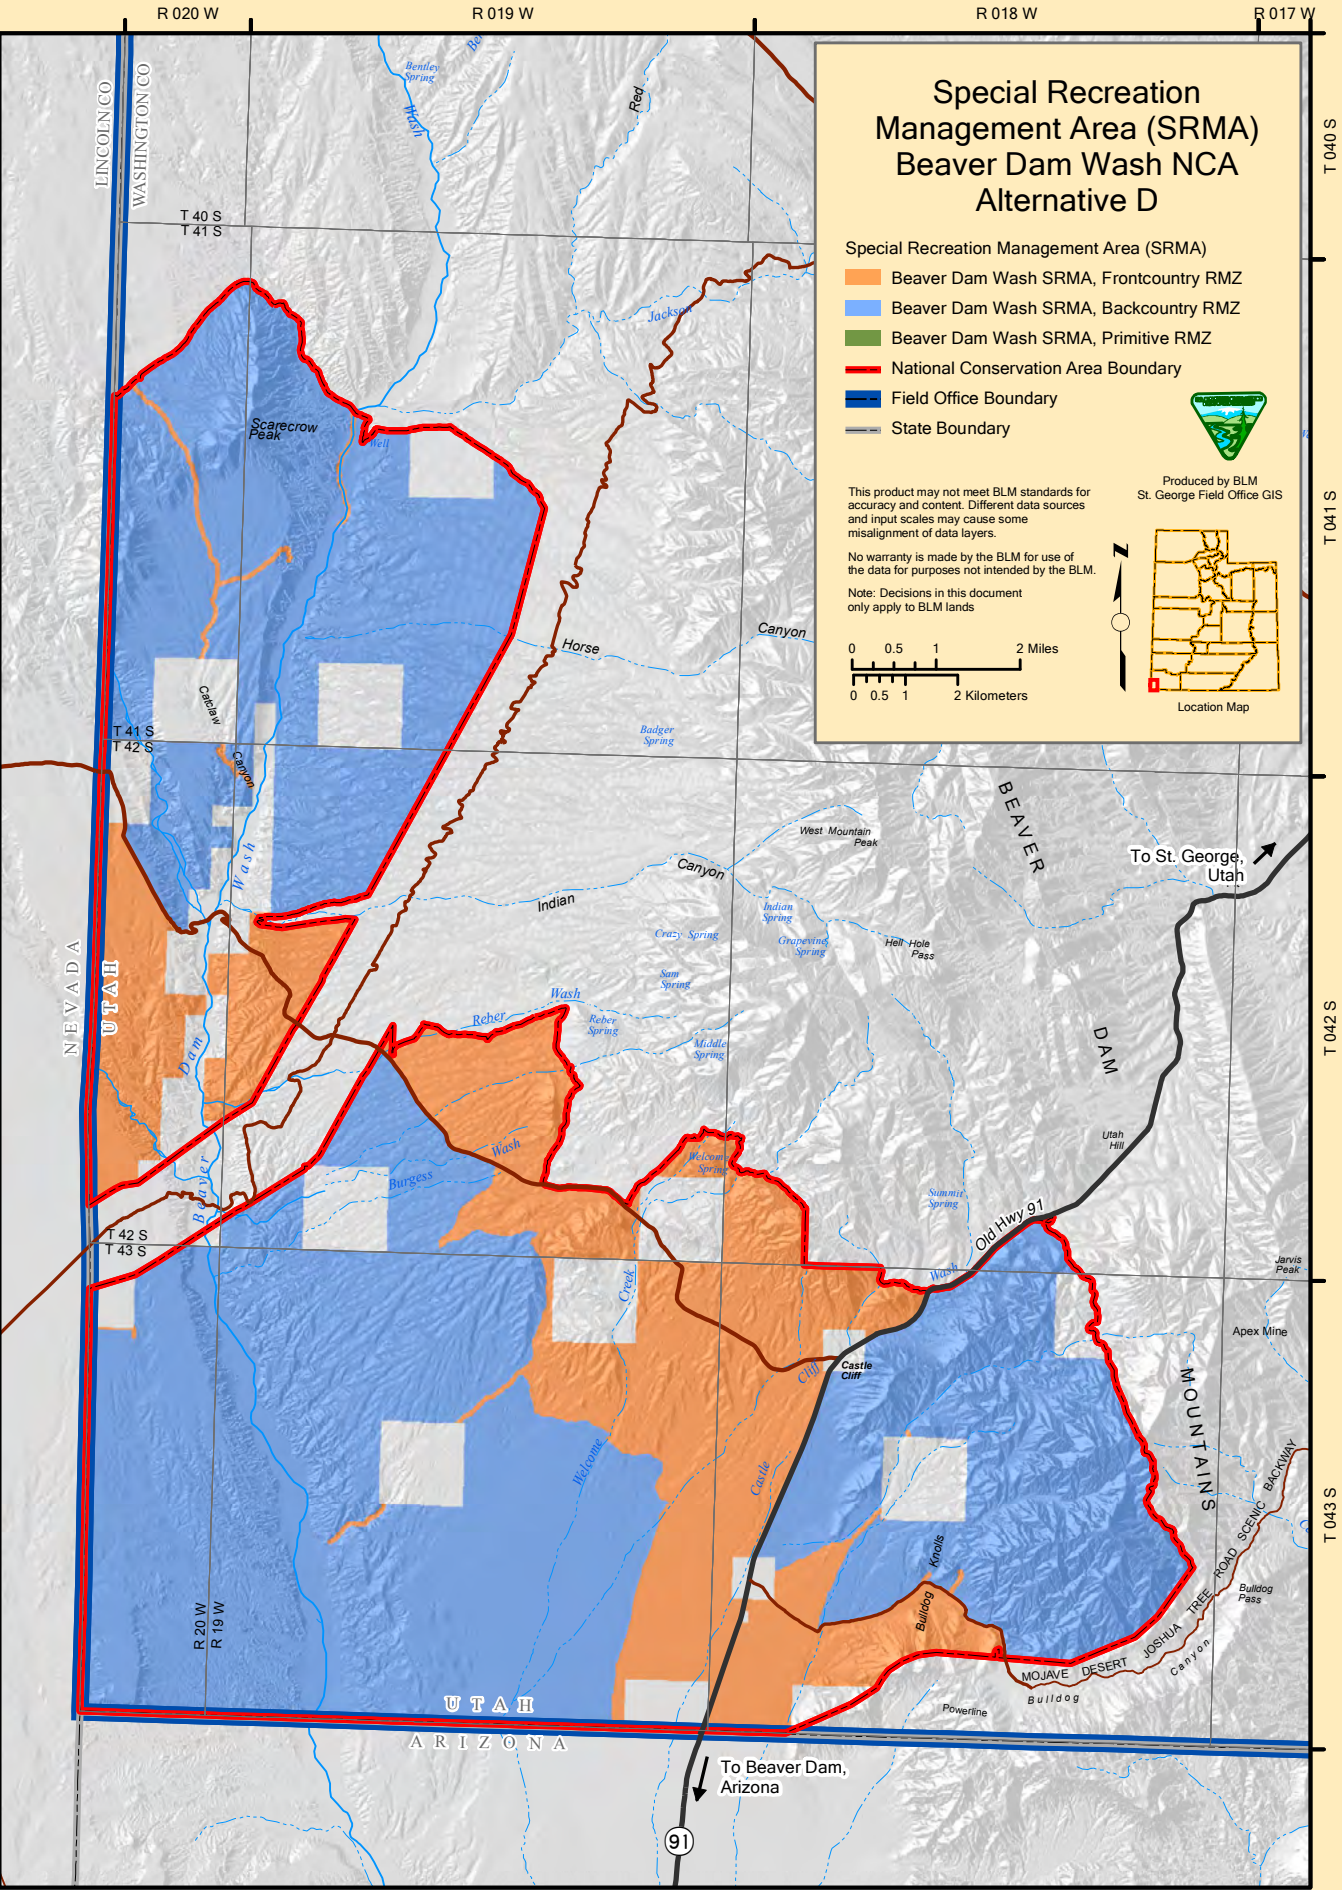 R 020 W
R 019 W
R 018 W
R 017 W
T 040 S
T 041 S
T 042 S
T 043 S
Special Recreation
Management Area (SRMA)
Beaver Dam Wash NCA
Alternative D
Special Recreation Management Area (SRMA)
Beaver Dam Wash SRMA, Frontcountry RMZ
Beaver Dam Wash SRMA, Backcountry RMZ
Beaver Dam Wash SRMA, Primitive RMZ
National Conservation Area Boundary
Field Office Boundary
State Boundary
Produced by BLM
St. George Field Office GIS
This product may not meet BLM standards for
accuracy and content. Different data sources
and input scales may cause some
misalignment of data layers.
No warranty is made by the BLM for use of
the data for purposes not intended by the BLM.
Note: Decisions in this document
only apply to BLM lands
0 0.5 1 2 Miles
0 0.5 1 2 Kilometers
N
Location Map
LINCOLN CO
WASHINGTON CO
Bentley
Spring
Wash
Red
T 40 S
T 41 S
Jackson
Scarecrow
Peak
Well
Horse
Canyon
Catclaw
Canyon
Badger
Spring
T 41 S
T 42 S
Wash
West Mountain
Peak
BEAVER
To St. George,
Utah
Canyon
Indian
Indian
Spring
Crazy Spring
Grapevine
Spring
Hell Hole
Pass
Sam
Spring
NEVADA
UTAH
Dam
Wash
Reber
Reber
Spring
Middle
Spring
DAM
Wash
Burgess
Welcome
Spring
Utah
Hill
Beaver
Summit
Spring
Old Hwy 91
T 42 S
T 43 S
Creek
Wash
Jarvis
Peak
Apex Mine
Castle
Cliff
Cliff
MOUNTAINS
Welcome
Castle
Knolls
Bulldog
R 20 W
R 19 W
MOJAVE DESERT JOSHUA TREE ROAD SCENIC BACKWAY
Bulldog
Pass
Canyon
Bulldog
Powerline
UTAH
ARIZONA
To Beaver Dam,
Arizona
91